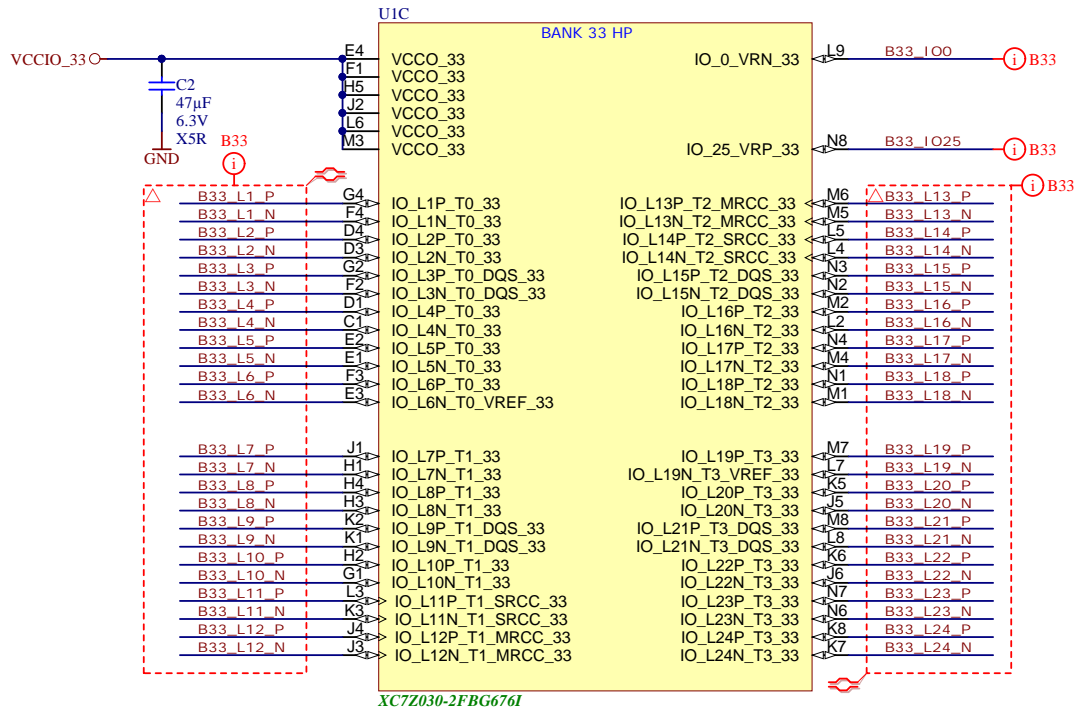 U1C
BANK 33 HP
VCCIO_33
E4 VCCO_33
F1 VCCO_33
H5 VCCO_33
J2 VCCO_33
L6 VCCO_33
M3 VCCO_33
C2
47µF
6.3V
X5R
GND
IO_0_VRN_33 L9 B33_IO0 i B33
IO_25_VRP_33 N8 B33_IO25 i B33
B33
i
i B33
B33_L1_P G4 IO_L1P_T0_33
B33_L1_N F4 IO_L1N_T0_33
B33_L2_P D4 IO_L2P_T0_33
B33_L2_N D3 IO_L2N_T0_33
B33_L3_P G2 IO_L3P_T0_DQS_33
B33_L3_N F2 IO_L3N_T0_DQS_33
B33_L4_P D1 IO_L4P_T0_33
B33_L4_N C1 IO_L4N_T0_33
B33_L5_P E2 IO_L5P_T0_33
B33_L5_N E1 IO_L5N_T0_33
B33_L6_P F3 IO_L6P_T0_33
B33_L6_N E3 IO_L6N_T0_VREF_33
B33_L7_P J1 IO_L7P_T1_33
B33_L7_N H1 IO_L7N_T1_33
B33_L8_P H4 IO_L8P_T1_33
B33_L8_N H3 IO_L8N_T1_33
B33_L9_P K2 IO_L9P_T1_DQS_33
B33_L9_N K1 IO_L9N_T1_DQS_33
B33_L10_P H2 IO_L10P_T1_33
B33_L10_N G1 IO_L10N_T1_33
B33_L11_P L3 IO_L11P_T1_SRCC_33
B33_L11_N K3 IO_L11N_T1_SRCC_33
B33_L12_P J4 IO_L12P_T1_MRCC_33
B33_L12_N J3 IO_L12N_T1_MRCC_33
IO_L13P_T2_MRCC_33 M6 B33_L13_P
IO_L13N_T2_MRCC_33 M5 B33_L13_N
IO_L14P_T2_SRCC_33 L5 B33_L14_P
IO_L14N_T2_SRCC_33 L4 B33_L14_N
IO_L15P_T2_DQS_33 N3 B33_L15_P
IO_L15N_T2_DQS_33 N2 B33_L15_N
IO_L16P_T2_33 M2 B33_L16_P
IO_L16N_T2_33 L2 B33_L16_N
IO_L17P_T2_33 N4 B33_L17_P
IO_L17N_T2_33 M4 B33_L17_N
IO_L18P_T2_33 N1 B33_L18_P
IO_L18N_T2_33 M1 B33_L18_N
IO_L19P_T3_33 M7 B33_L19_P
IO_L19N_T3_VREF_33 L7 B33_L19_N
IO_L20P_T3_33 K5 B33_L20_P
IO_L20N_T3_33 J5 B33_L20_N
IO_L21P_T3_DQS_33 M8 B33_L21_P
IO_L21N_T3_DQS_33 L8 B33_L21_N
IO_L22P_T3_33 K6 B33_L22_P
IO_L22N_T3_33 J6 B33_L22_N
IO_L23P_T3_33 N7 B33_L23_P
IO_L23N_T3_33 N6 B33_L23_N
IO_L24P_T3_33 K8 B33_L24_P
IO_L24N_T3_33 K7 B33_L24_N
XC7Z030-2FBG676I